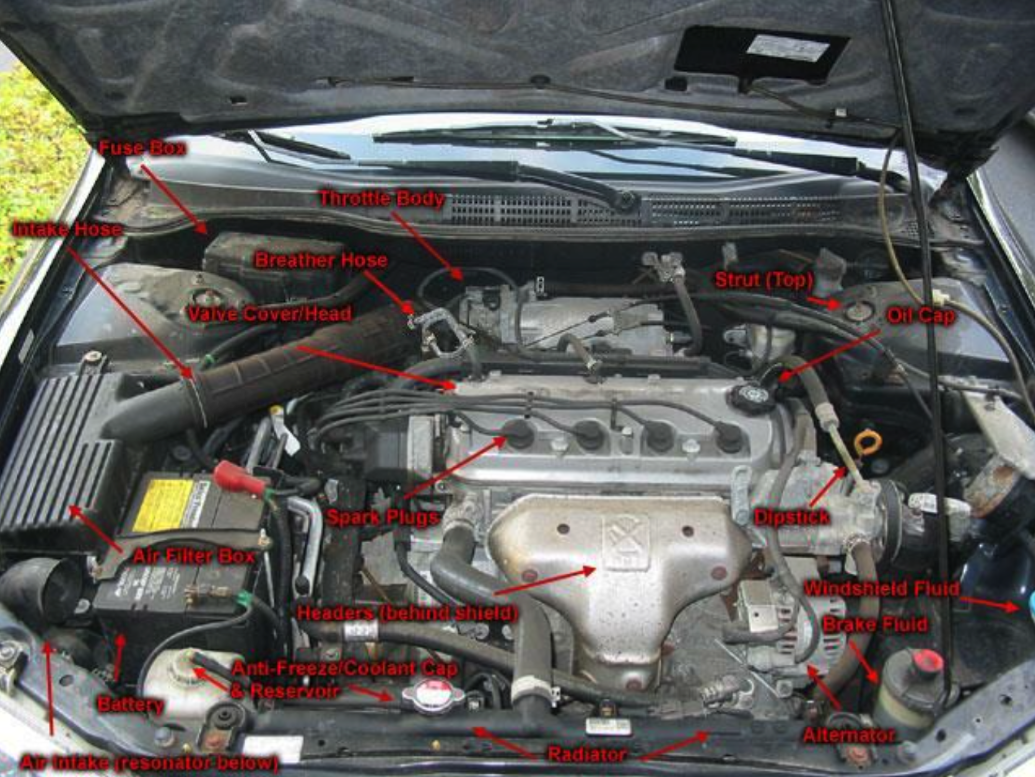 Fuse Box
Throttle Body
Intake Hose
Breather Hose
Strut (Top)
Valve Cover/Head
Oil Cap
Spark Plugs
Dipstick
Air Filter Box
Windshield Fluid
Headers (behind shield)
Brake Fluid
Anti-Freeze/Coolant Cap
& Reservoir
Battery
Alternator
Radiator
Air Intake (resonator below)